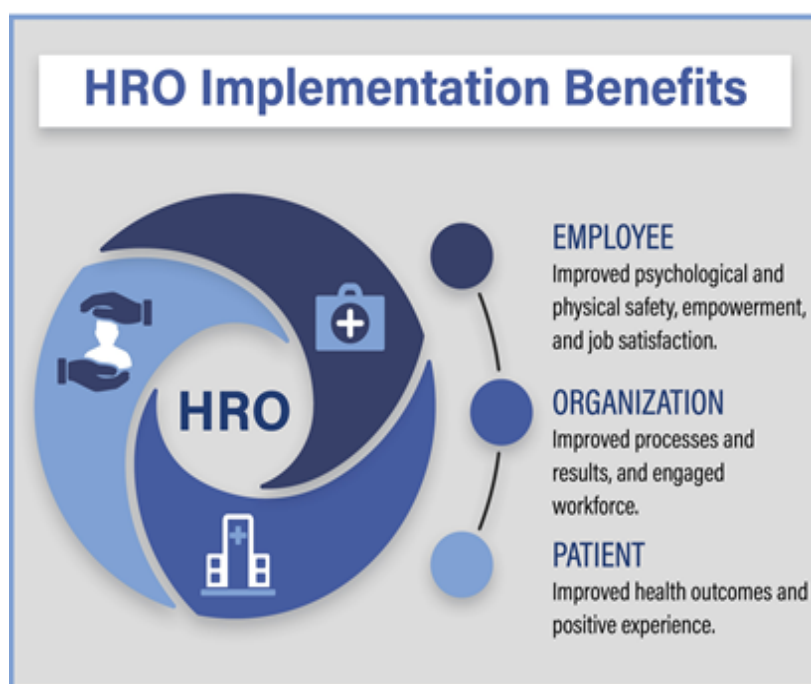 HRO Implementation Benefits
HRO
EMPLOYEE
Improved psychological and
physical safety, empowerment,
and job satisfaction.
ORGANIZATION
Improved processes and
results, and engaged
workforce.
PATIENT
Improved health outcomes and
positive experience.